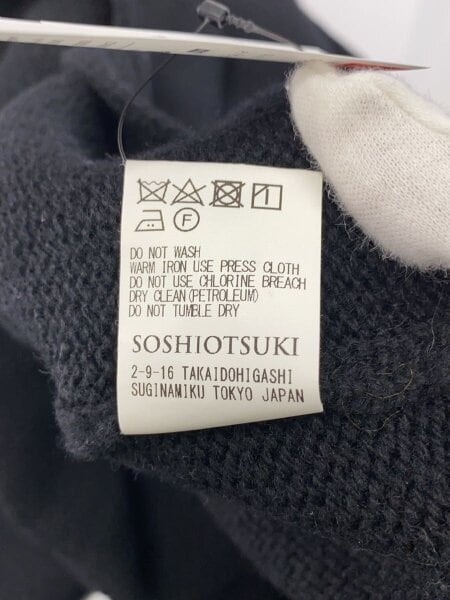 F
DO NOT WASH
WARM IRON USE PRESS CLOTH
DO NOT USE CHLORINE BREACH
DRY CLEAN(PETROLEUM)
DO NOT TUMBLE DRY
SOSHIOTSUKI
2-9-16 TAKAIDOHIGASHI
SUGINAMIKU TOKYO JAPAN